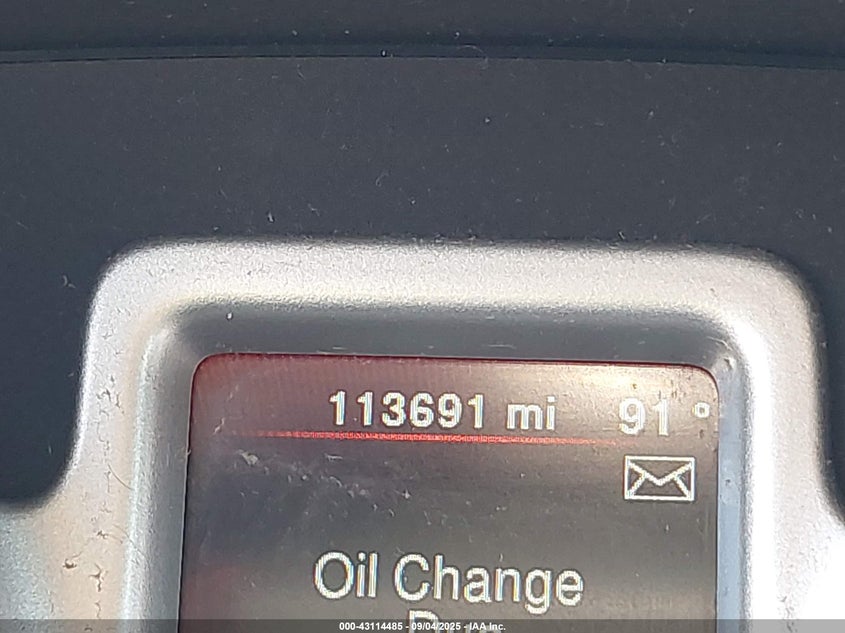 113691 mi 91°
Oil Change
000-43114485 - 09/04/2025 - IAA Inc.